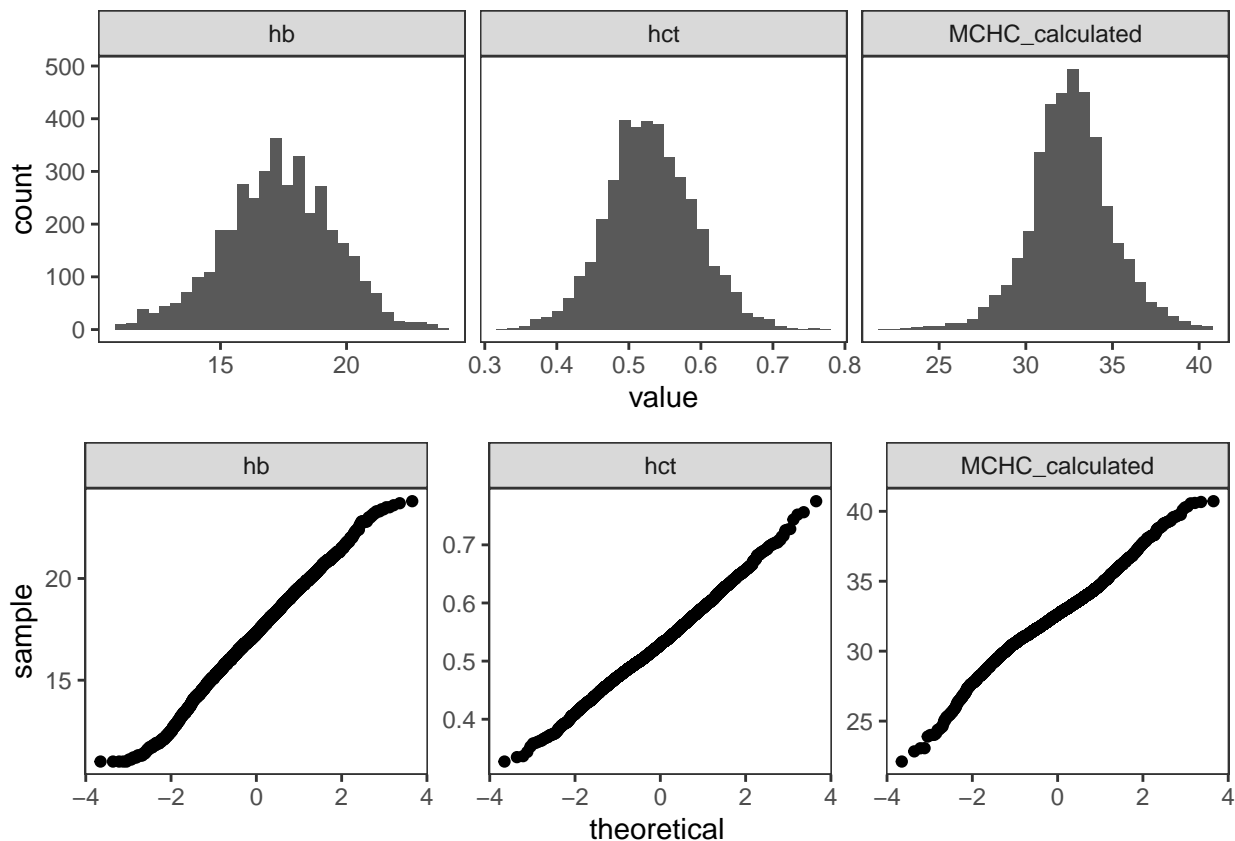 hb hct MCHC_calculated
500
400
300
200
100
0
count
15 20 0.3 0.4 0.5 0.6 0.7 0.8 25 30 35 40
value
hb hct MCHC_calculated
20
15
0.7
0.6
0.5
0.4
40
35
30
25
sample
−4 −2 0 2 4 −4 −2 0 2 4 −4 −2 0 2 4
theoretical